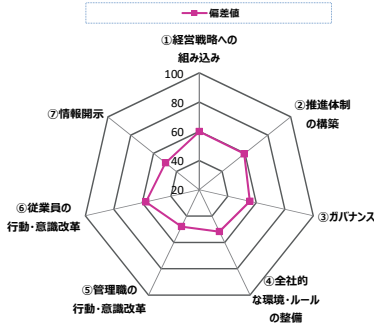 偏差値
①経営戦略への
組み込み
100
80
60
40
20
②推進体制
の構築
③ガバナンス
④全社的
な環境・ルール
の整備
⑤管理職の
行動・意識改革
⑥従業員の
行動・意識改革
⑦情報開示